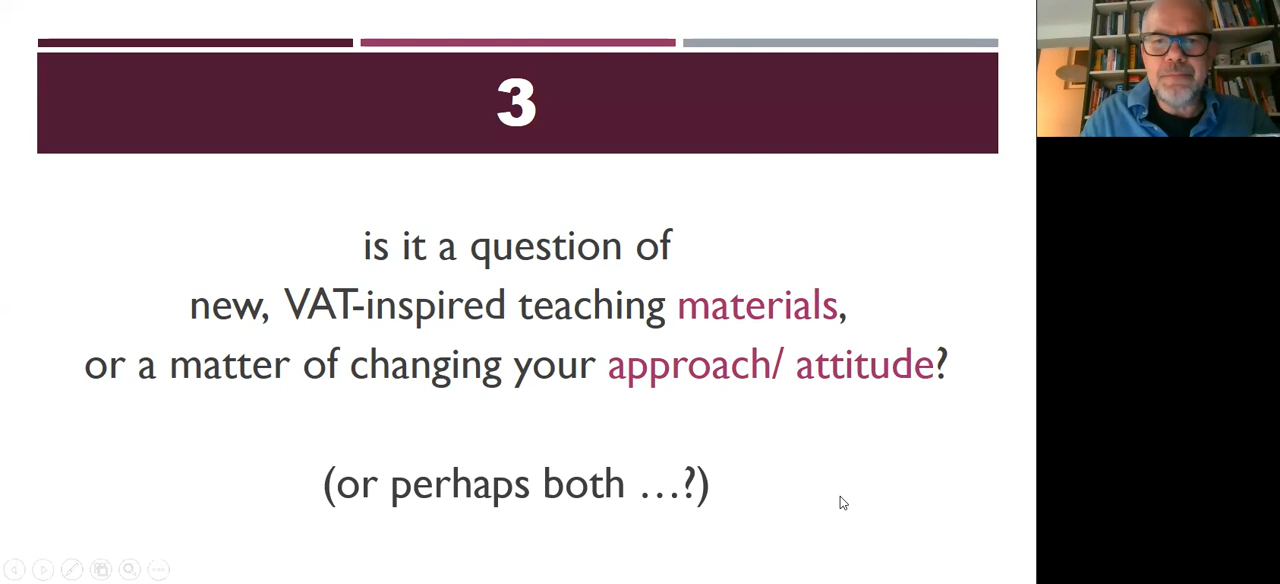 3
is it a question of
new, VAT-inspired teaching materials,
or a matter of changing your approach/ attitude?
(or perhaps both …?)